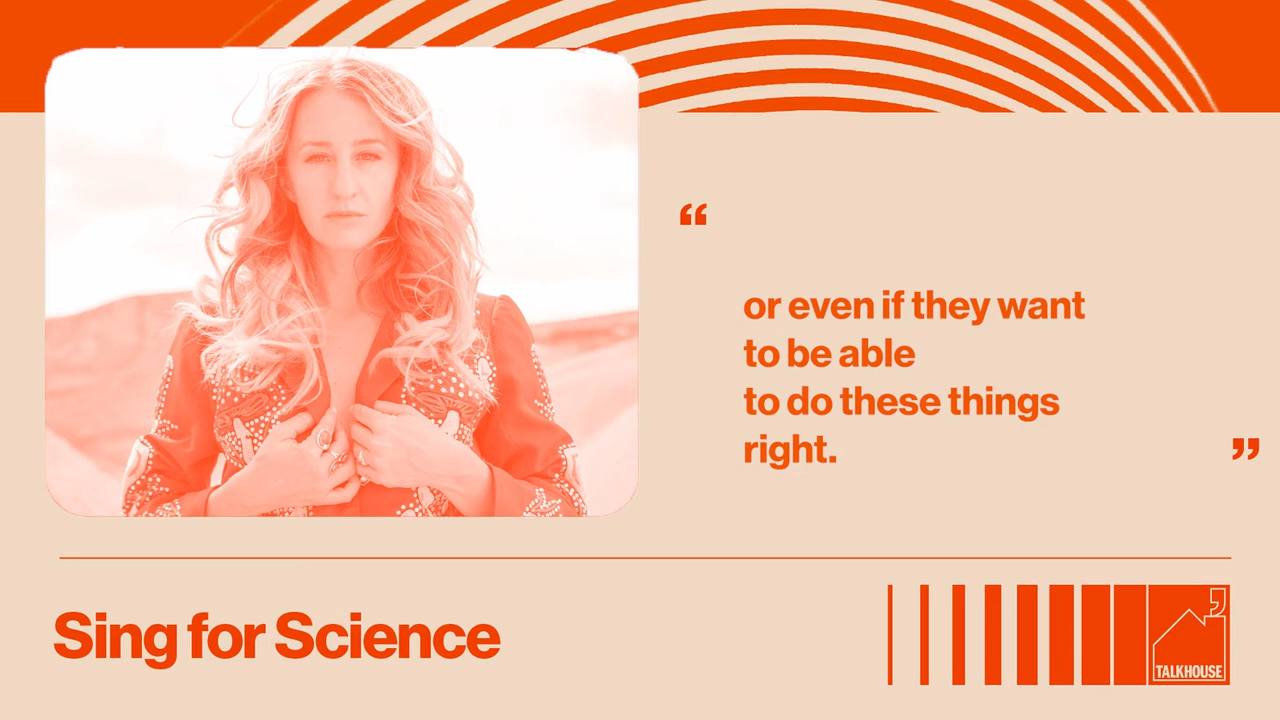 “
or even if they want
to be able
to do these things
right.
”
Sing for Science
TALKHOUSE